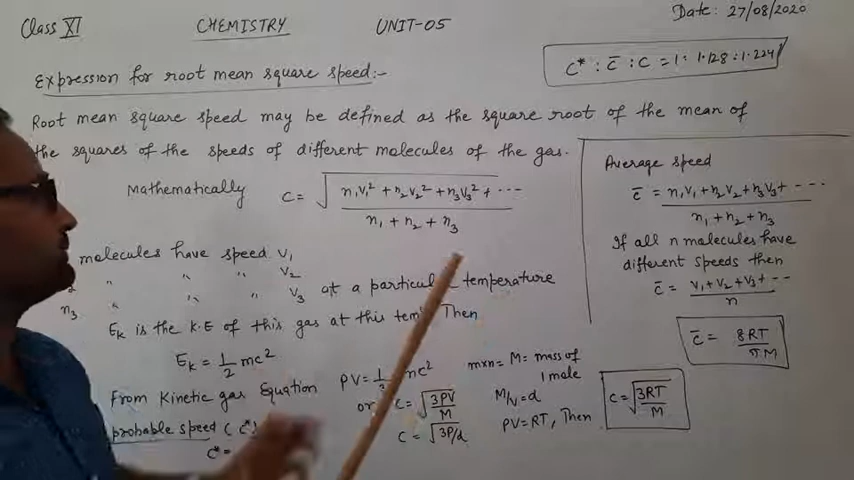 Class XI CHEMISTRY UNIT-05 Date: 27/08/2020
C* : c̅ : C = 1 : 1.128 : 1.224
Expression for root mean square speed:-
Root mean square speed may be defined as the square root of the mean of
the squares of the speeds of different molecules of the gas.
Mathematically C = √(n₁v₁² + n₂v₂² + n₃v₃² + ... / n₁ + n₂ + n₃)
molecules have speed v₁
" " " v₂
n₃ " " " v₃ at a particular temperature
Eₖ is the K.E of this gas at this Then
Eₖ = 1/2 mc²
From Kinetic gas Equation PV = 1/ mc² m×n = M = mass of
1 mole
or C = √(3PV/M) M/V = d
C = √(3P/d) PV = RT, Then
C = √(3RT/M)
probable speed (C*)
C* =
Average speed
c̅ = n₁v₁ + n₂v₂ + n₃v₃ + ... / n₁ + n₂ + n₃
If all n molecules have
different speeds then
c̅ = v₁ + v₂ + v₃ + ... / n
c̅ = 8RT / πM